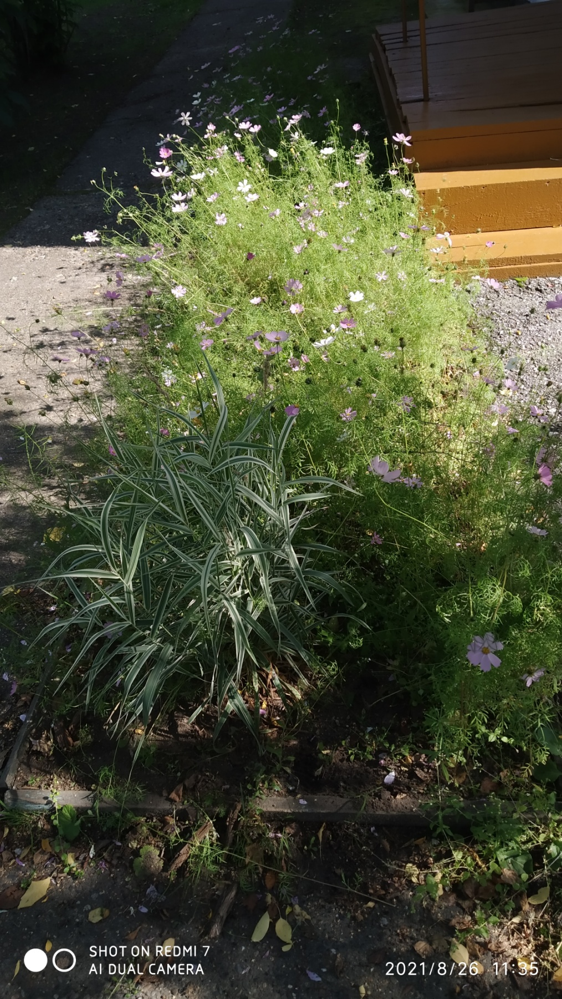 SHOT ON REDMI 7
AI DUAL CAMERA
2021/8/26 11:35